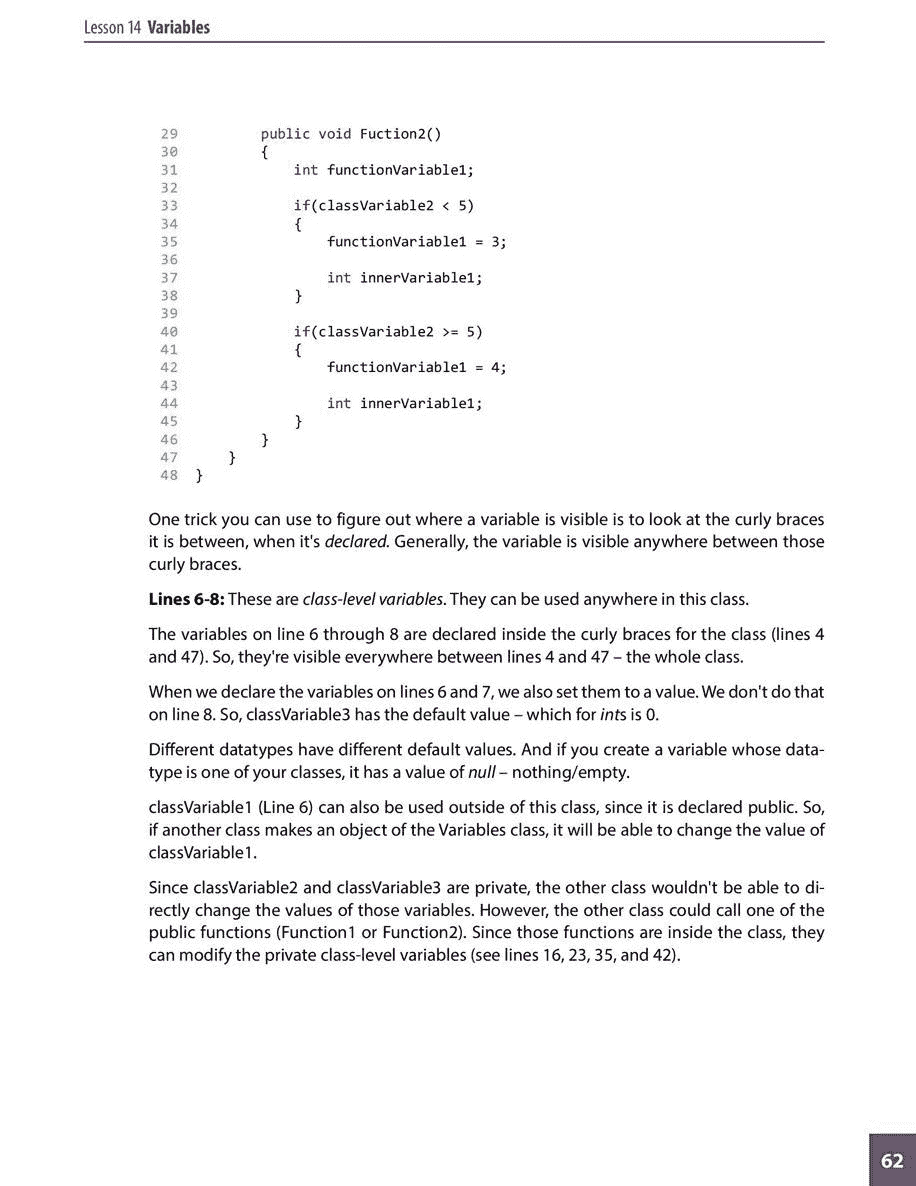 Lesson 14 Variables
29 public void Fuction2()
30 {
31 int functionVariable1;
32
33 if(classVariable2 < 5)
34 {
35 functionVariable1 = 3;
36
37 int innerVariable1;
38 }
39
40 if(classVariable2 >= 5)
41 {
42 functionVariable1 = 4;
43
44 int innerVariable1;
45 }
46 }
47 }
48 }
One trick you can use to figure out where a variable is visible is to look at the curly braces
it is between, when it's declared. Generally, the variable is visible anywhere between those
curly braces.
Lines 6-8: These are class-level variables. They can be used anywhere in this class.
The variables on line 6 through 8 are declared inside the curly braces for the class (lines 4
and 47). So, they're visible everywhere between lines 4 and 47 – the whole class.
When we declare the variables on lines 6 and 7, we also set them to a value. We don't do that
on line 8. So, classVariable3 has the default value – which for ints is 0.
Different datatypes have different default values. And if you create a variable whose data-
type is one of your classes, it has a value of null – nothing/empty.
classVariable1 (Line 6) can also be used outside of this class, since it is declared public. So,
if another class makes an object of the Variables class, it will be able to change the value of
classVariable1.
Since classVariable2 and classVariable3 are private, the other class wouldn't be able to di-
rectly change the values of those variables. However, the other class could call one of the
public functions (Function1 or Function2). Since those functions are inside the class, they
can modify the private class-level variables (see lines 16, 23, 35, and 42).
62